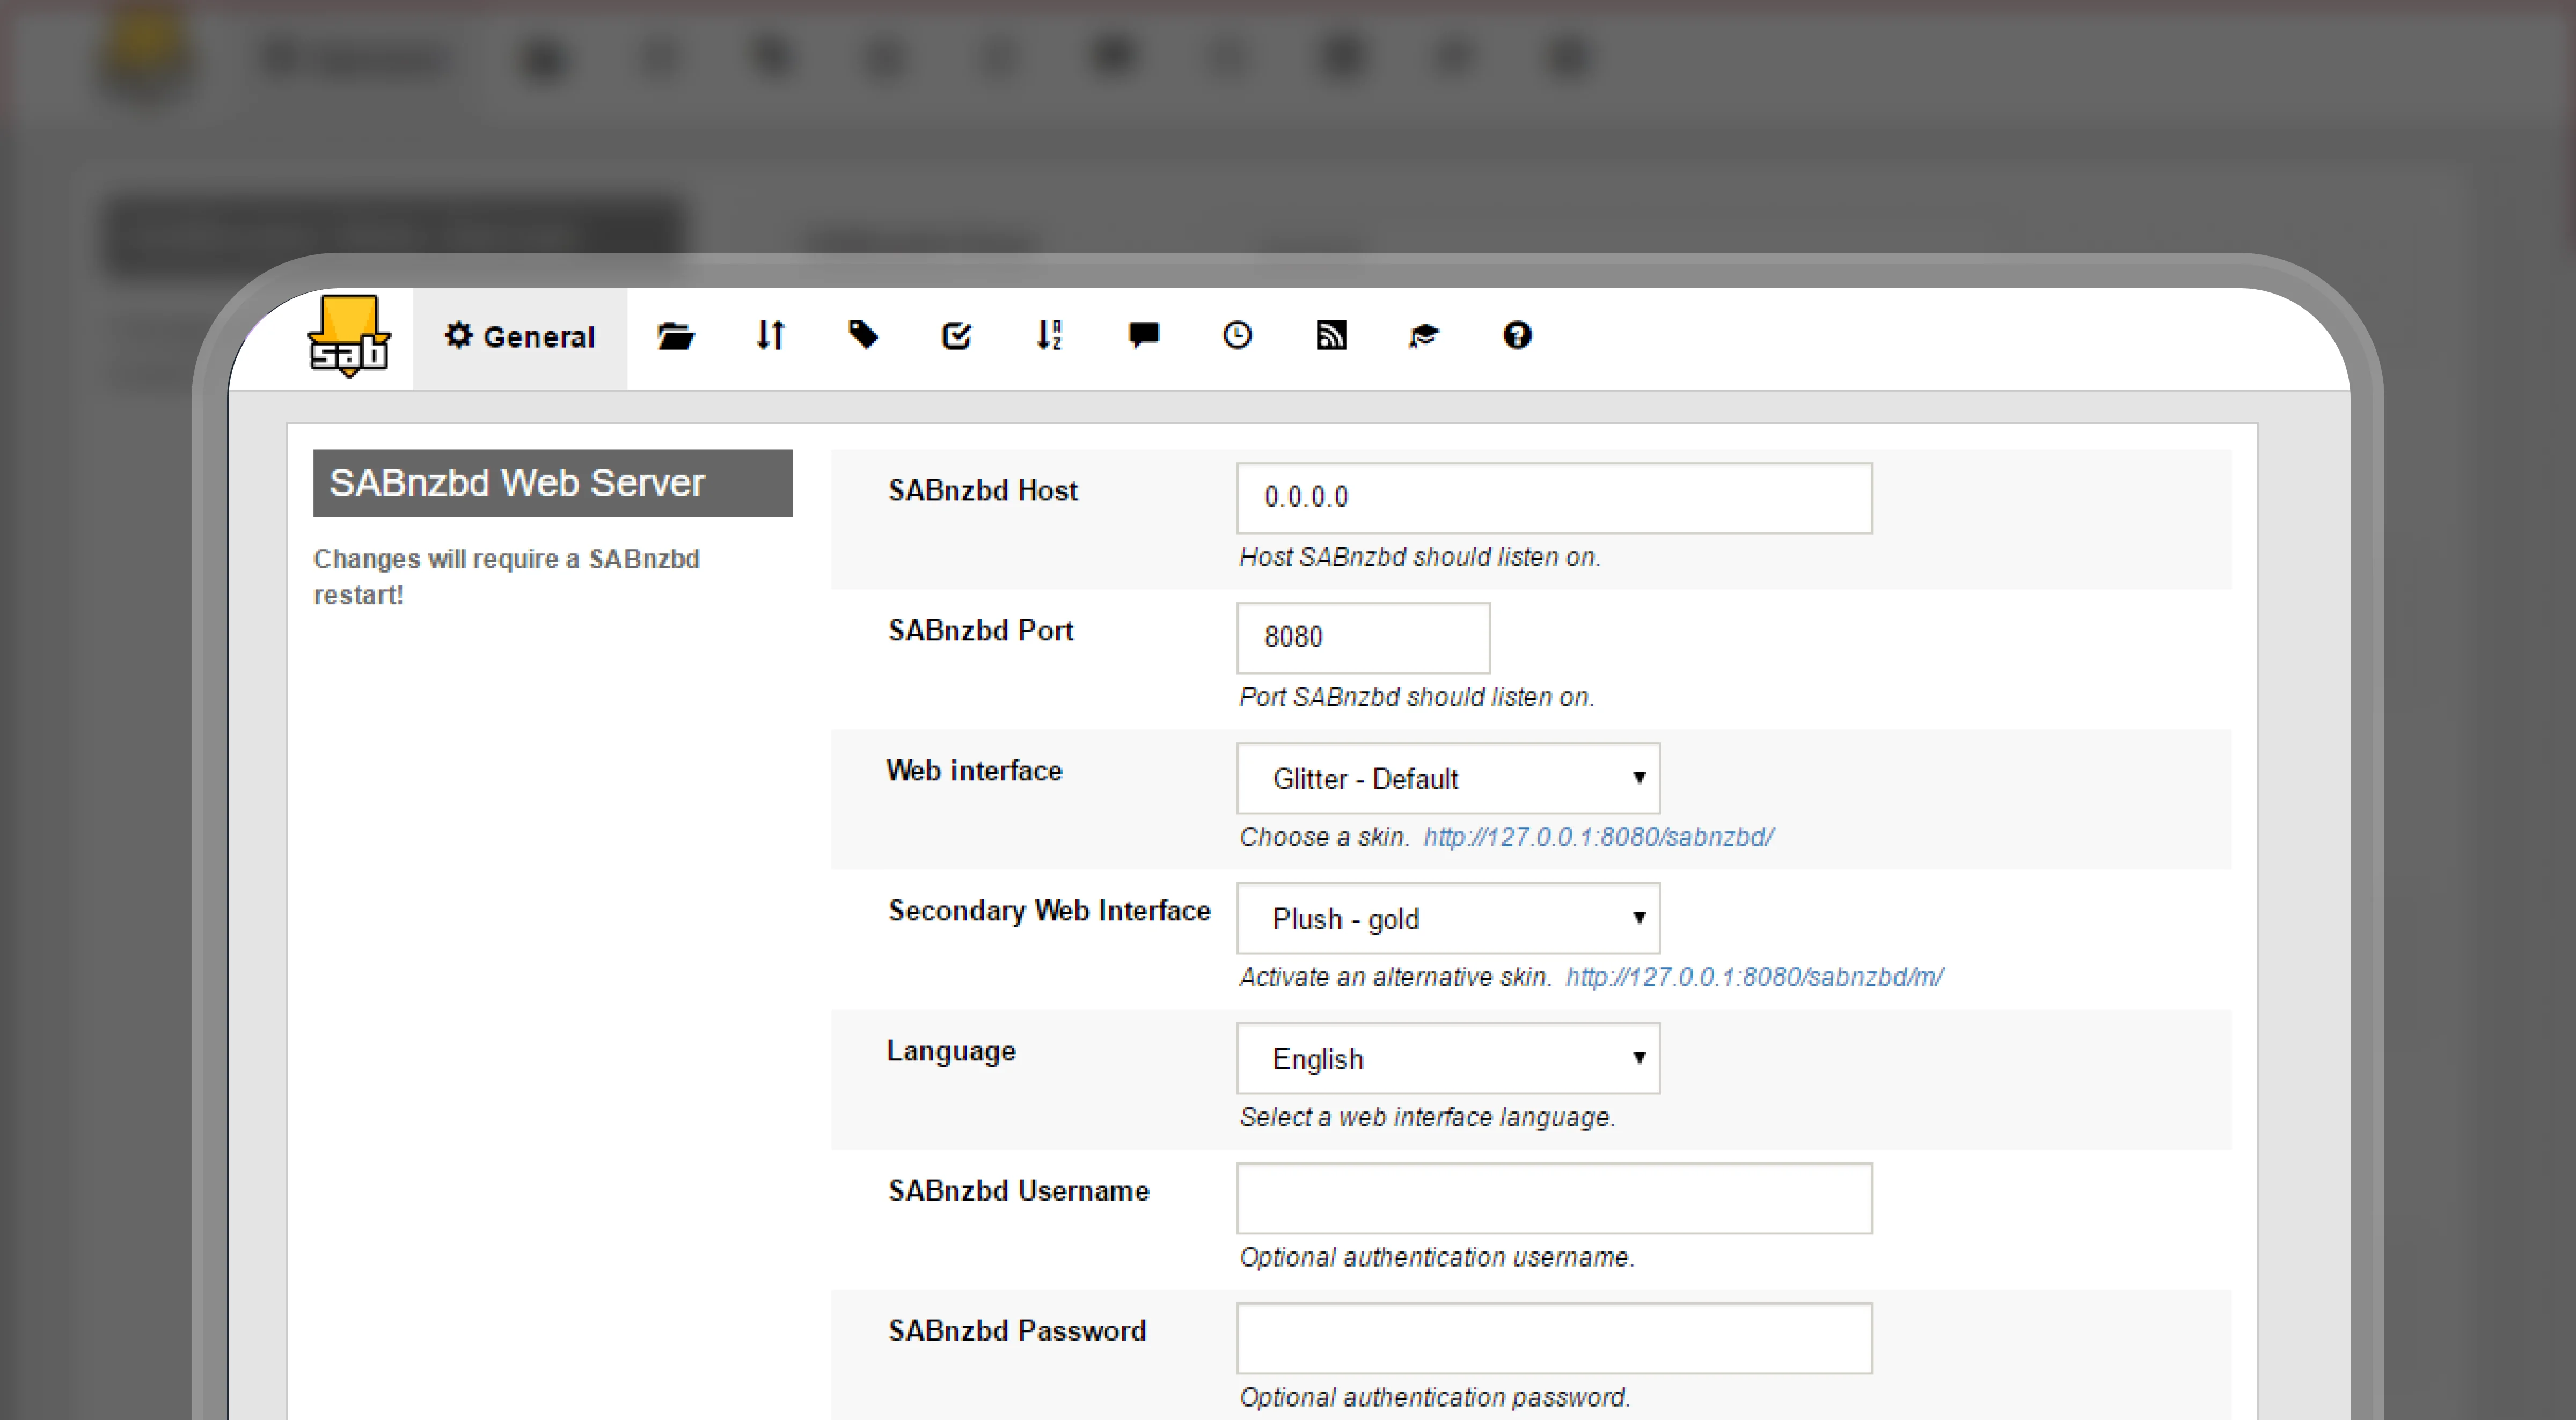 sab
General
SABnzbd Web Server
Changes will require a SABnzbd
restart!
SABnzbd Host
0.0.0.0
Host SABnzbd should listen on.
SABnzbd Port
8080
Port SABnzbd should listen on.
Web interface
Glitter - Default
Choose a skin. http://127.0.0.1:8080/sabnzbd/
Secondary Web Interface
Plush - gold
Activate an alternative skin. http://127.0.0.1:8080/sabnzbd/m/
Language
English
Select a web interface language.
SABnzbd Username
Optional authentication username.
SABnzbd Password
Optional authentication password.